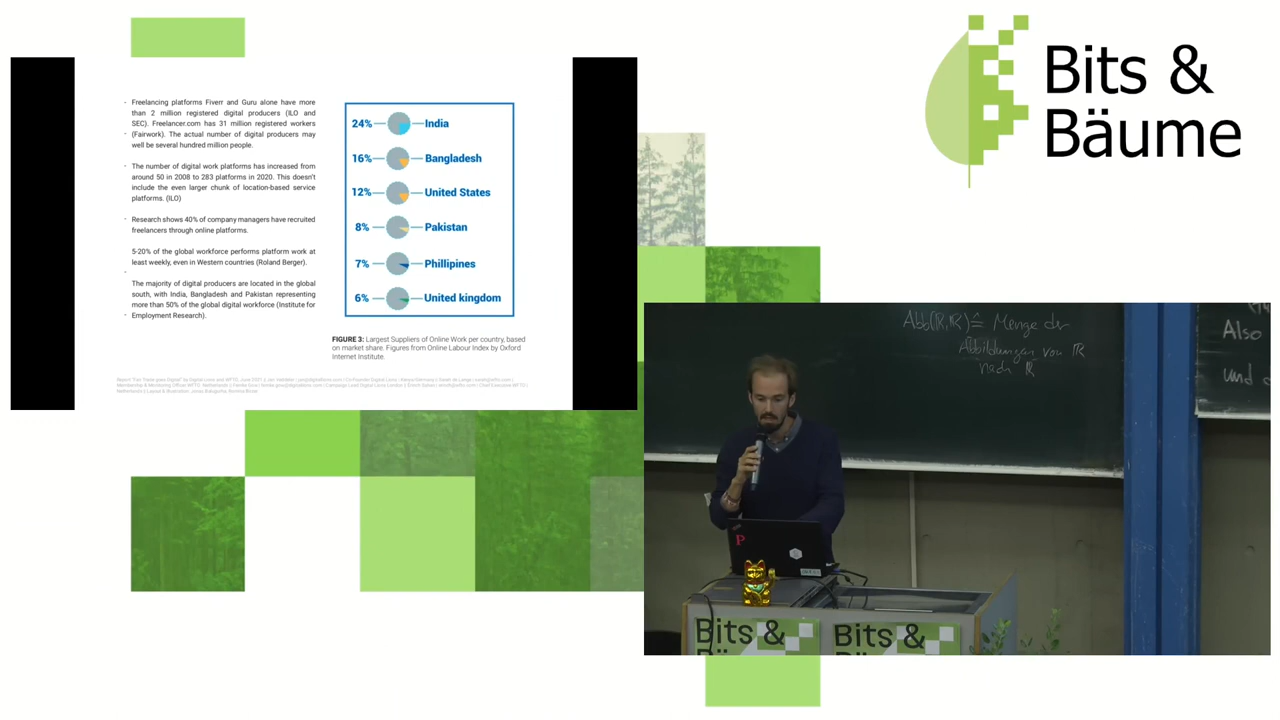 Bits &
Bäume
- Freelancing platforms Fiverr and Guru alone have more
than 2 million registered digital producers (ILO and
SEC). Freelancer.com has 31 million registered workers
- (Fairwork). The actual number of digital producers may
well be several hundred million people.
- The number of digital work platforms has increased from
around 50 in 2008 to 283 platforms in 2020. This doesn't
include the even larger chunk of location-based service
platforms. (ILO)
- Research shows 40% of company managers have recruited
freelancers through online platforms.
5-20% of the global workforce performs platform work at
least weekly, even in Western countries (Roland Berger).
-
The majority of digital producers are located in the global
south, with India, Bangladesh and Pakistan representing
more than 50% of the global digital workforce (Institute for
- Employment Research).
24% India
16% Bangladesh
12% United States
8% Pakistan
7% Phillipines
6% United kingdom
FIGURE 3: Largest Suppliers of Online Work per country, based
on market share. Figures from Online Labour Index by Oxford
Internet Institute.
Abb(ℝ,ℝ)≙ Menge der
Abbildungen von ℝ
nach ℝ
Also
und
P
Bits &
Bits &